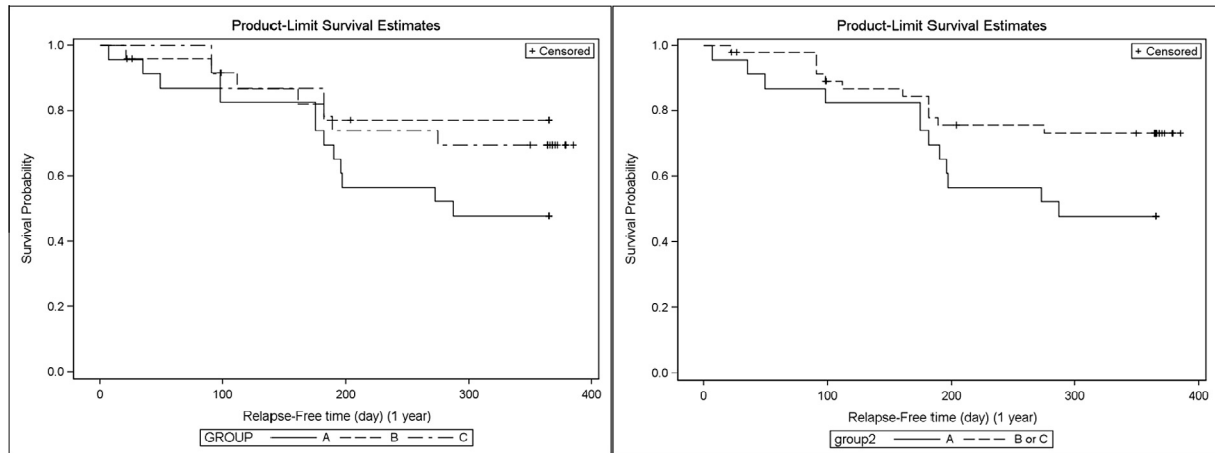 Product-Limit Survival Estimates
+ Censored
1.0
0.8
0.6
0.4
0.2
0.0
Survival Probability
0 100 200 300 400
Relapse-Free time (day) (1 year)
GROUP A B C
Product-Limit Survival Estimates
+ Censored
1.0
0.8
0.6
0.4
0.2
0.0
Survival Probability
0 100 200 300 400
Relapse-Free time (day) (1 year)
group2 A B or C